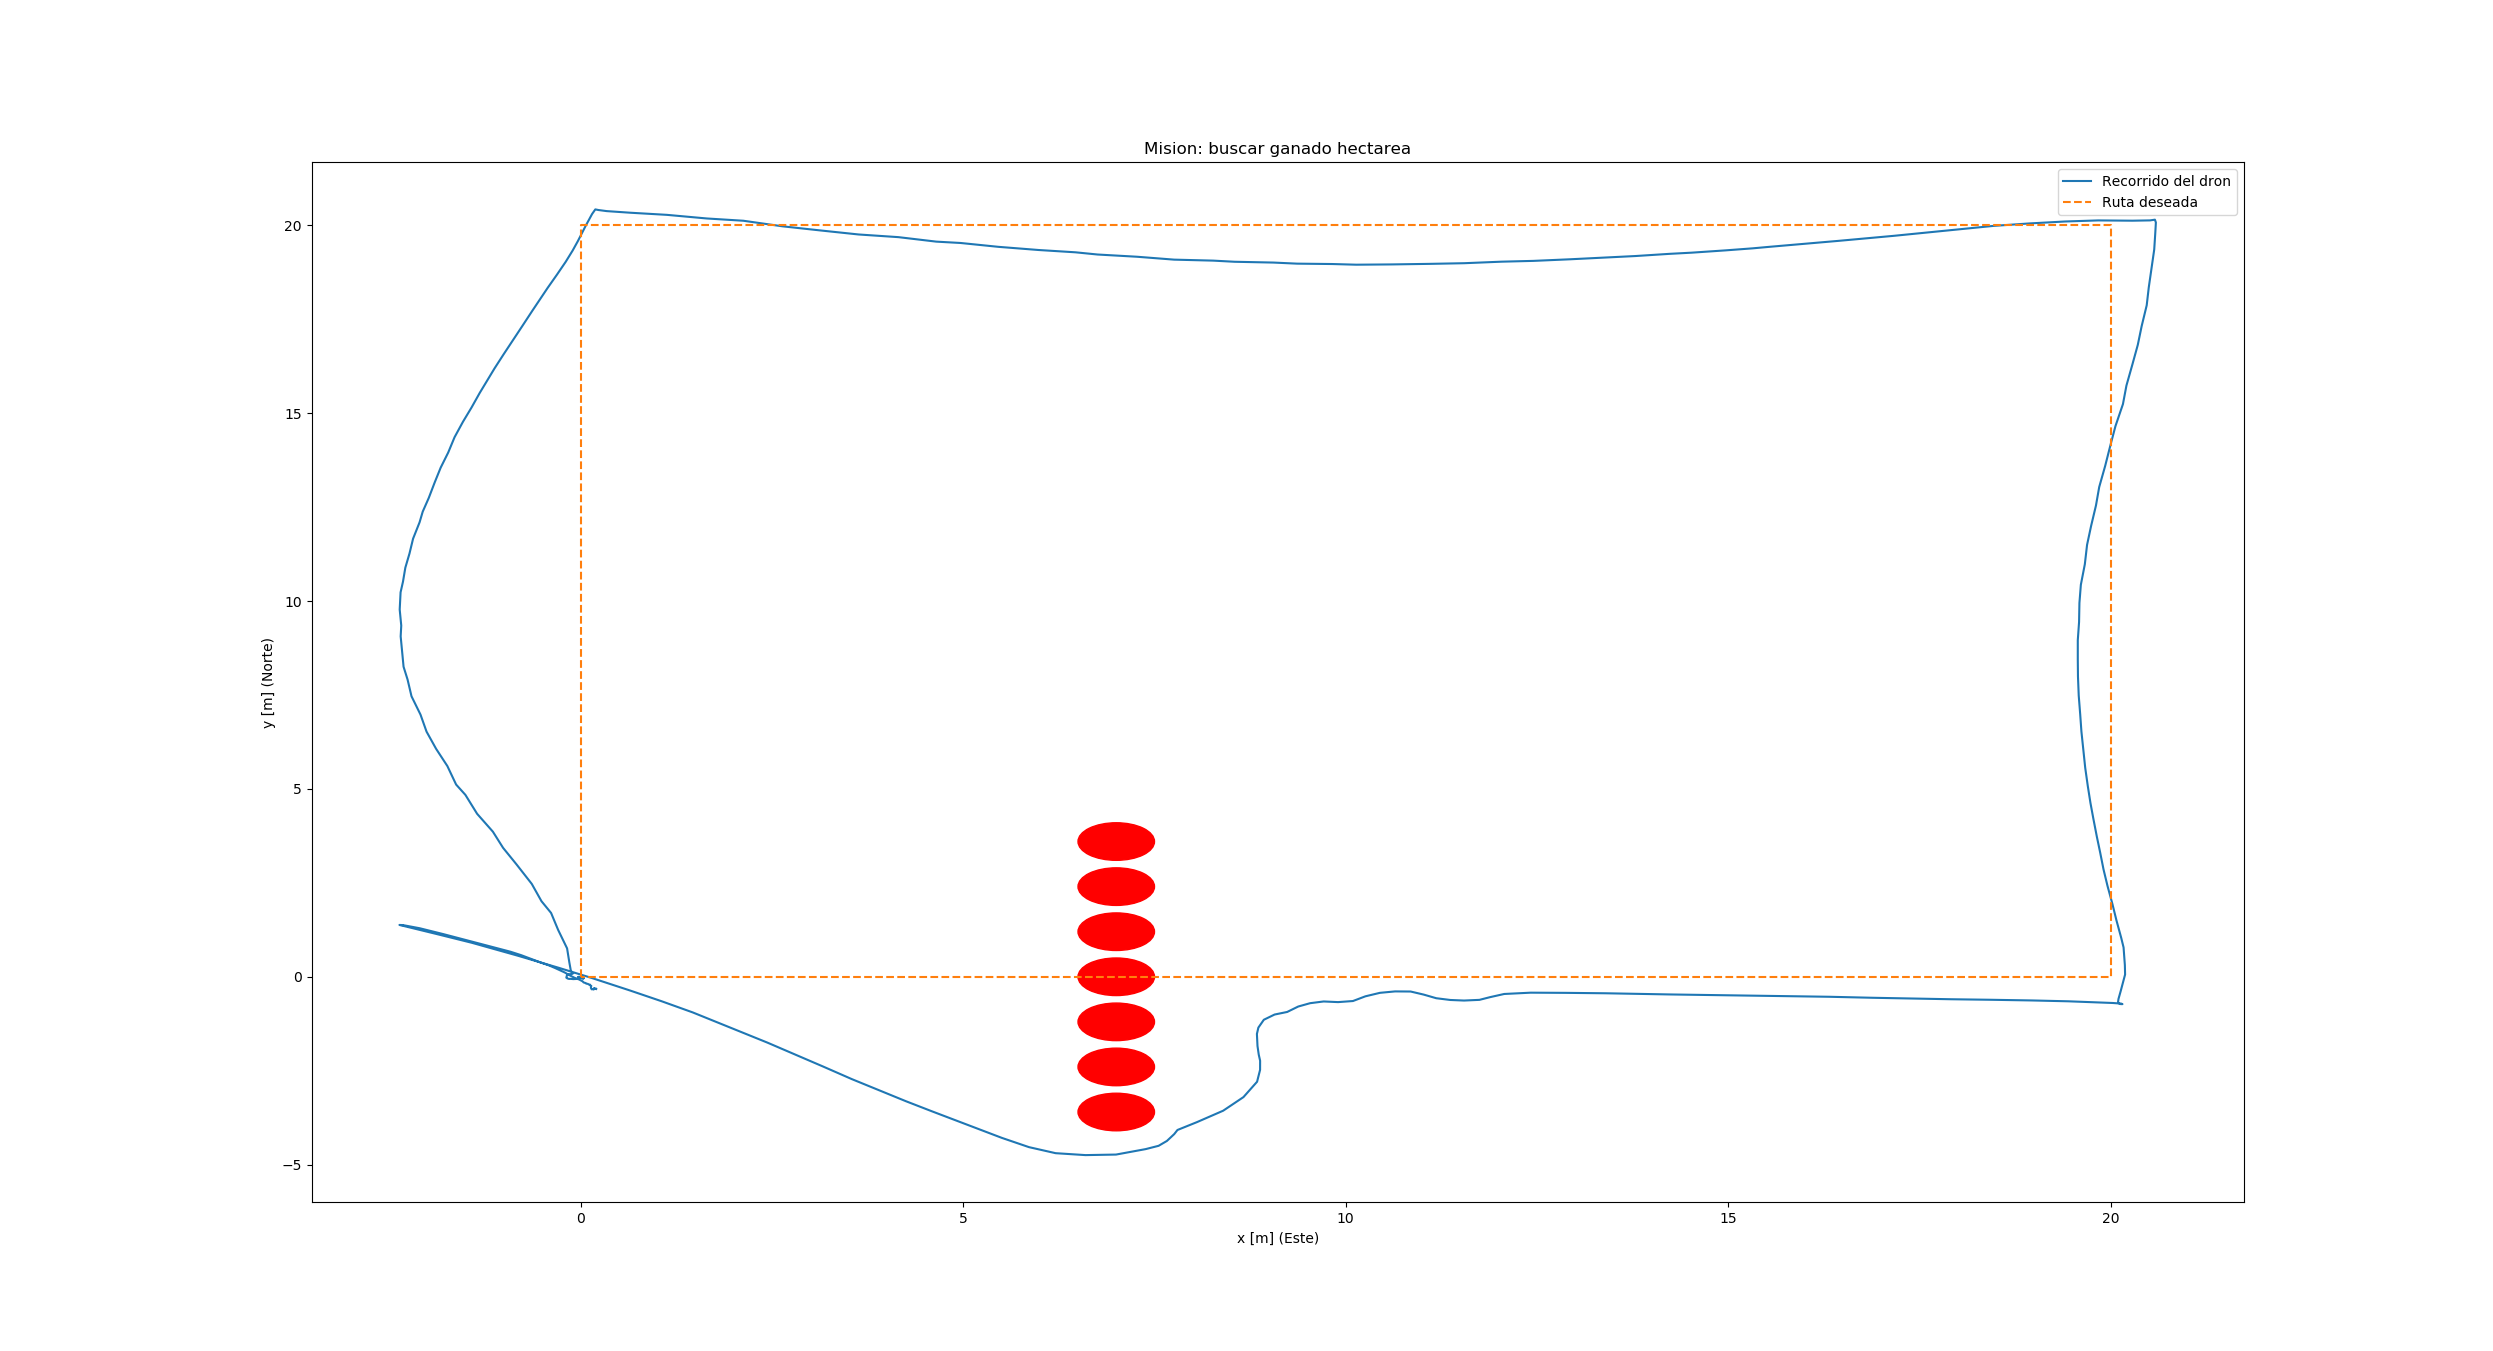 Mision: buscar ganado hectarea
Recorrido del dron
Ruta deseada
20
15
10
5
0
−5
y [m] (Norte)
0
5
10
15
20
x [m] (Este)